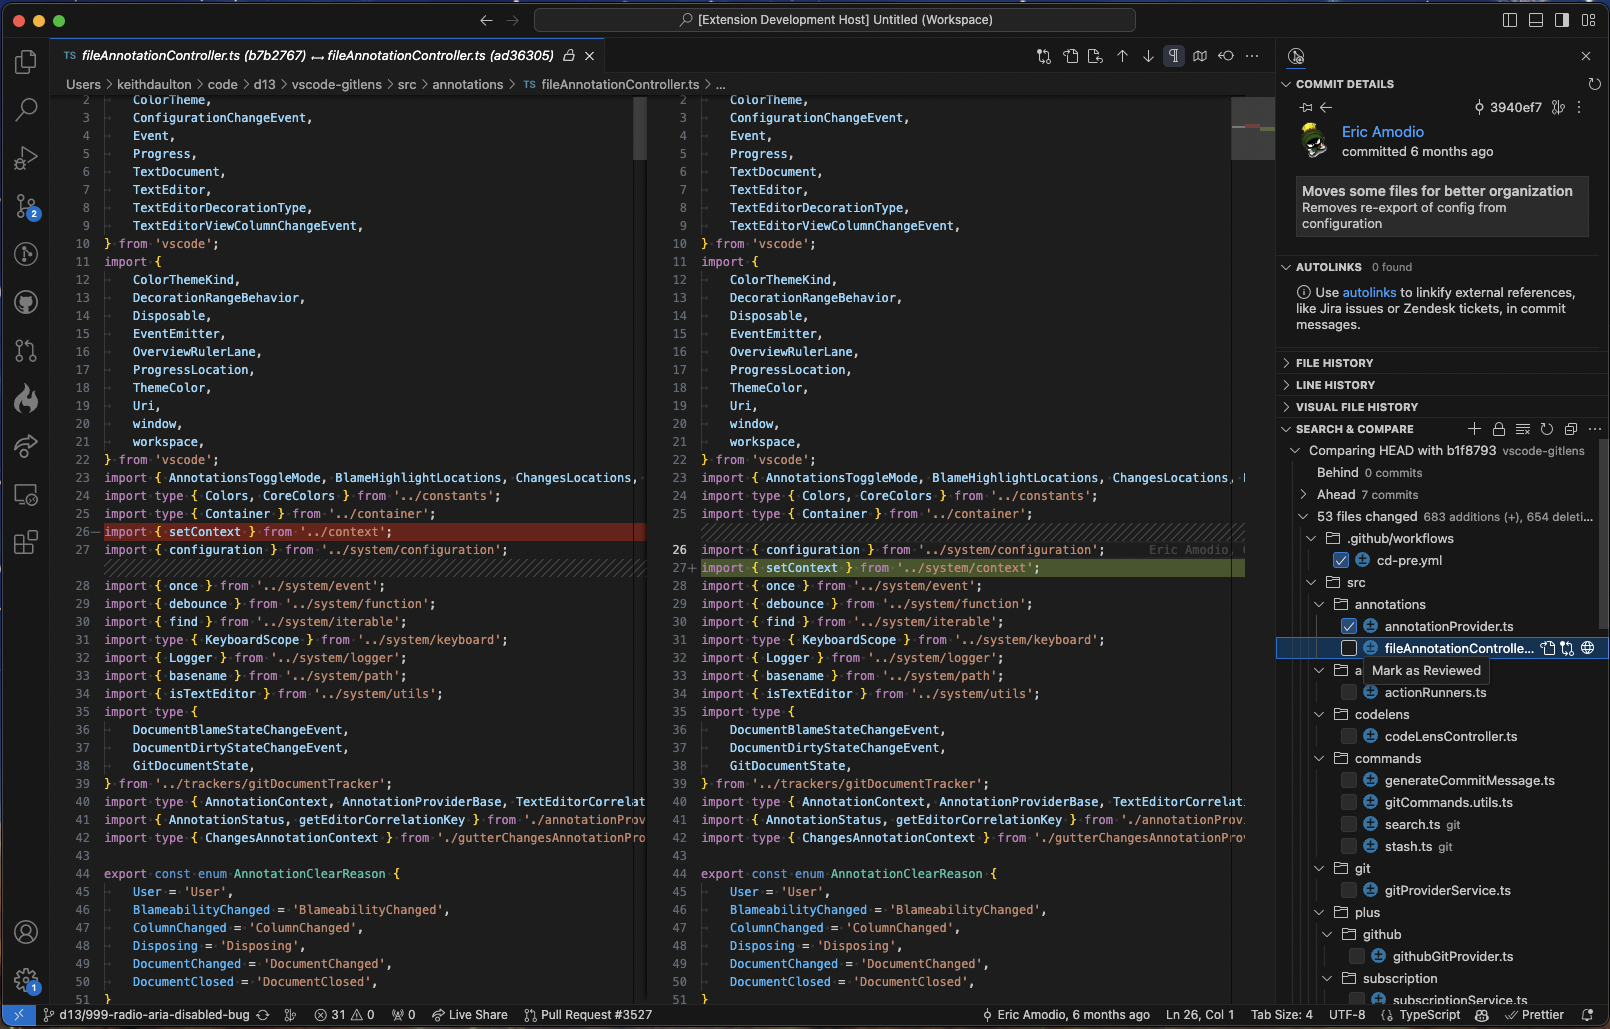 [Extension Development Host] Untitled (Workspace)
TS fileAnnotationController.ts (b7b2767) ↔ fileAnnotationController.ts (ad36305)
Users > keithdaulton > code > d13 > vscode-gitlens > src > annotations > TS fileAnnotationController.ts > ...
2 ColorTheme,
3 ConfigurationChangeEvent,
4 Event,
5 Progress,
6 TextDocument,
7 TextEditor,
8 TextEditorDecorationType,
9 TextEditorViewColumnChangeEvent,
10 } from 'vscode';
11 import {
12 ColorThemeKind,
13 DecorationRangeBehavior,
14 Disposable,
15 EventEmitter,
16 OverviewRulerLane,
17 ProgressLocation,
18 ThemeColor,
19 Uri,
20 window,
21 workspace,
22 } from 'vscode';
23 import { AnnotationsToggleMode, BlameHighlightLocations, ChangesLocations,
24 import type { Colors, CoreColors } from '../constants';
25 import type { Container } from '../container';
26- import { setContext } from '../context';
27 import { configuration } from '../system/configuration';
28 import { once } from '../system/event';
29 import { debounce } from '../system/function';
30 import { find } from '../system/iterable';
31 import type { KeyboardScope } from '../system/keyboard';
32 import { Logger } from '../system/logger';
33 import { basename } from '../system/path';
34 import { isTextEditor } from '../system/utils';
35 import type {
36 DocumentBlameStateChangeEvent,
37 DocumentDirtyStateChangeEvent,
38 GitDocumentState,
39 } from '../trackers/gitDocumentTracker';
40 import type { AnnotationContext, AnnotationProviderBase, TextEditorCorrelat
41 import { AnnotationStatus, getEditorCorrelationKey } from './annotationProv
42 import type { ChangesAnnotationContext } from './gutterChangesAnnotationPro
43
44 export const enum AnnotationClearReason {
45 User = 'User',
46 BlameabilityChanged = 'BlameabilityChanged',
47 ColumnChanged = 'ColumnChanged',
48 Disposing = 'Disposing',
49 DocumentChanged = 'DocumentChanged',
50 DocumentClosed = 'DocumentClosed',
51 }
2 ColorTheme,
3 ConfigurationChangeEvent,
4 Event,
5 Progress,
6 TextDocument,
7 TextEditor,
8 TextEditorDecorationType,
9 TextEditorViewColumnChangeEvent,
10 } from 'vscode';
11 import {
12 ColorThemeKind,
13 DecorationRangeBehavior,
14 Disposable,
15 EventEmitter,
16 OverviewRulerLane,
17 ProgressLocation,
18 ThemeColor,
19 Uri,
20 window,
21 workspace,
22 } from 'vscode';
23 import { AnnotationsToggleMode, BlameHighlightLocations, ChangesLocations,
24 import type { Colors, CoreColors } from '../constants';
25 import type { Container } from '../container';
26 import { configuration } from '../system/configuration'; Eric Amodio,
27+ import { setContext } from '../system/context';
28 import { once } from '../system/event';
29 import { debounce } from '../system/function';
30 import { find } from '../system/iterable';
31 import type { KeyboardScope } from '../system/keyboard';
32 import { Logger } from '../system/logger';
33 import { basename } from '../system/path';
34 import { isTextEditor } from '../system/utils';
35 import type {
36 DocumentBlameStateChangeEvent,
37 DocumentDirtyStateChangeEvent,
38 GitDocumentState,
39 } from '../trackers/gitDocumentTracker';
40 import type { AnnotationContext, AnnotationProviderBase, TextEditorCorrelat
41 import { AnnotationStatus, getEditorCorrelationKey } from './annotationProv
42 import type { ChangesAnnotationContext } from './gutterChangesAnnotationPro
43
44 export const enum AnnotationClearReason {
45 User = 'User',
46 BlameabilityChanged = 'BlameabilityChanged',
47 ColumnChanged = 'ColumnChanged',
48 Disposing = 'Disposing',
49 DocumentChanged = 'DocumentChanged',
50 DocumentClosed = 'DocumentClosed',
51 }
COMMIT DETAILS
3940ef7
Eric Amodio
committed 6 months ago
Moves some files for better organization
Removes re-export of config from
configuration
AUTOLINKS 0 found
Use autolinks to linkify external references,
like Jira issues or Zendesk tickets, in commit
messages.
FILE HISTORY
LINE HISTORY
VISUAL FILE HISTORY
SEARCH & COMPARE
Comparing HEAD with b1f8793 vscode-gitlens
Behind 0 commits
Ahead 7 commits
53 files changed 683 additions (+), 654 deleti...
.github/workflows
cd-pre.yml
src
annotations
annotationProvider.ts
fileAnnotationControlle...
a
Mark as Reviewed
actionRunners.ts
codelens
codeLensController.ts
commands
generateCommitMessage.ts
gitCommands.utils.ts
search.ts git
stash.ts git
git
gitProviderService.ts
plus
github
githubGitProvider.ts
subscription
subscriptionService.ts
2
1
d13/999-radio-aria-disabled-bug 31 0 0 Live Share Pull Request #3527 Eric Amodio, 6 months ago Ln 26, Col 1 Tab Size: 4 UTF-8 {} TypeScript Prettier